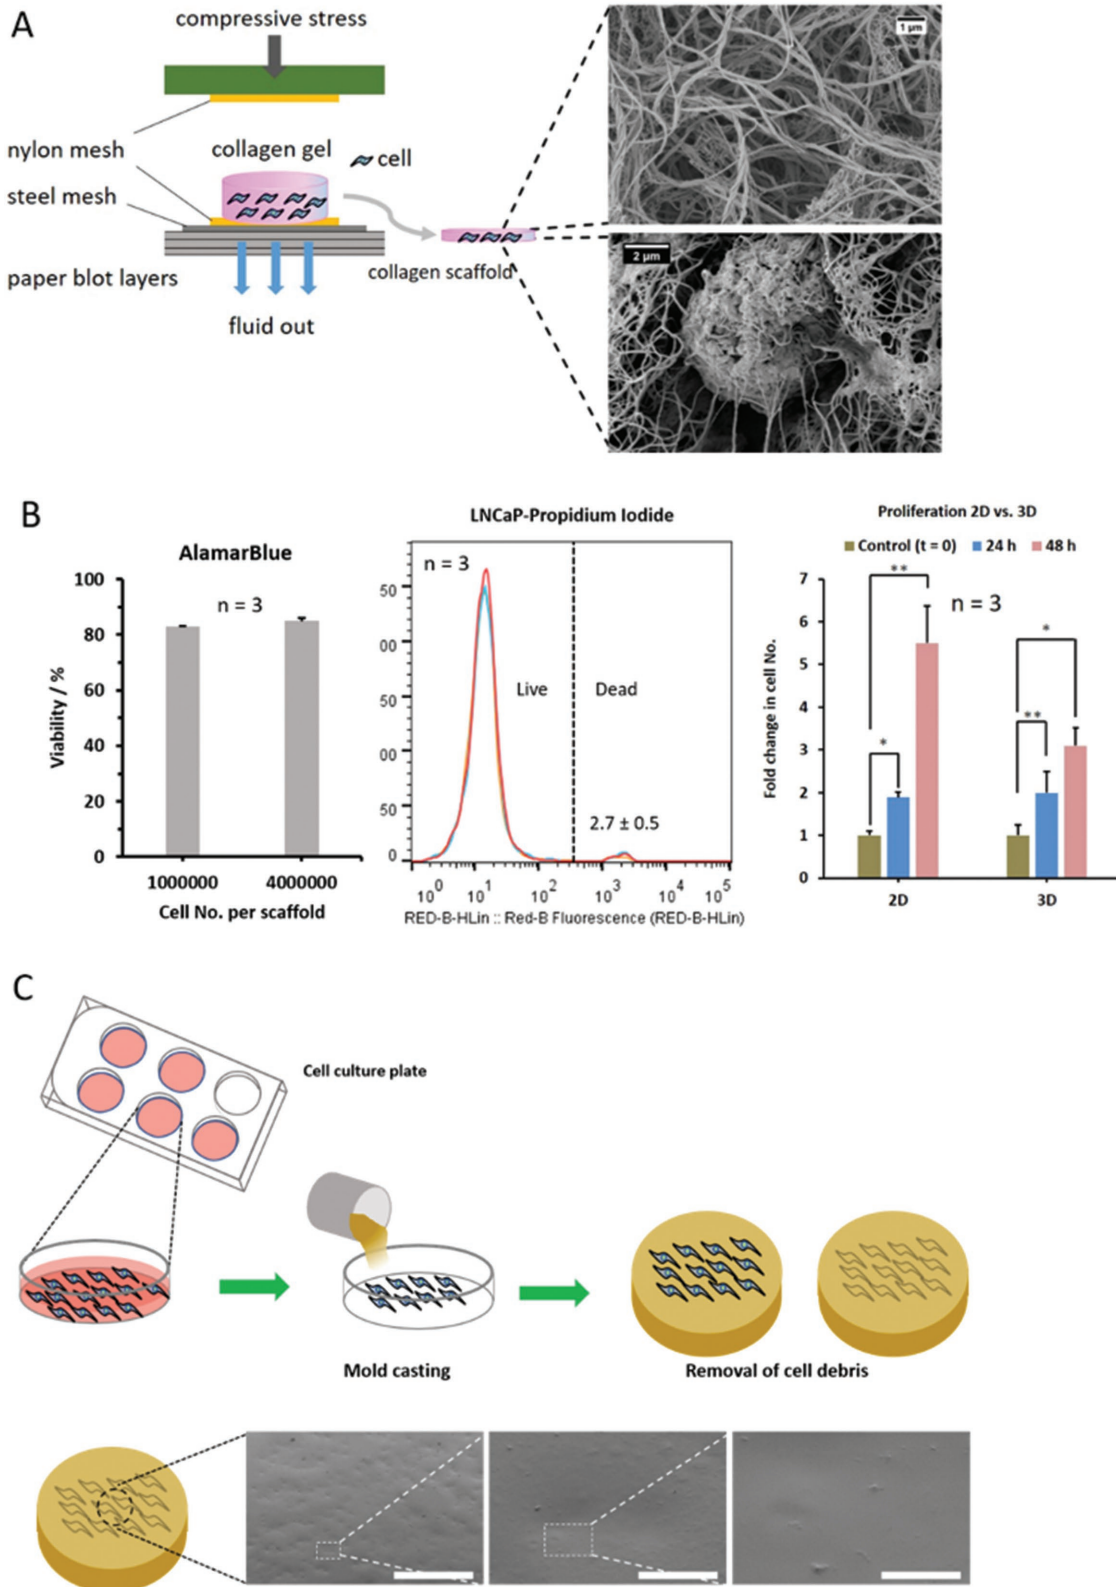 A
compressive stress
nylon mesh
collagen gel
cell
steel mesh
paper blot layers
collagen scaffold
fluid out
1 µm
2 µm
B
AlamarBlue
n = 3
Viability / %
100
80
60
40
20
0
1000000
4000000
Cell No. per scaffold
LNCaP-Propidium Iodide
n = 3
50
00
50
00
50
0
Live
Dead
2.7 ± 0.5
10^0
10^1
10^2
10^3
10^4
10^5
RED-B-HLin :: Red-B Fluorescence (RED-B-HLin)
Proliferation 2D vs. 3D
Control (t = 0)
24 h
48 h
n = 3
Fold change in cell No.
7
6
5
4
3
2
1
0
**
*
*
**
2D
3D
C
Cell culture plate
Mold casting
Removal of cell debris